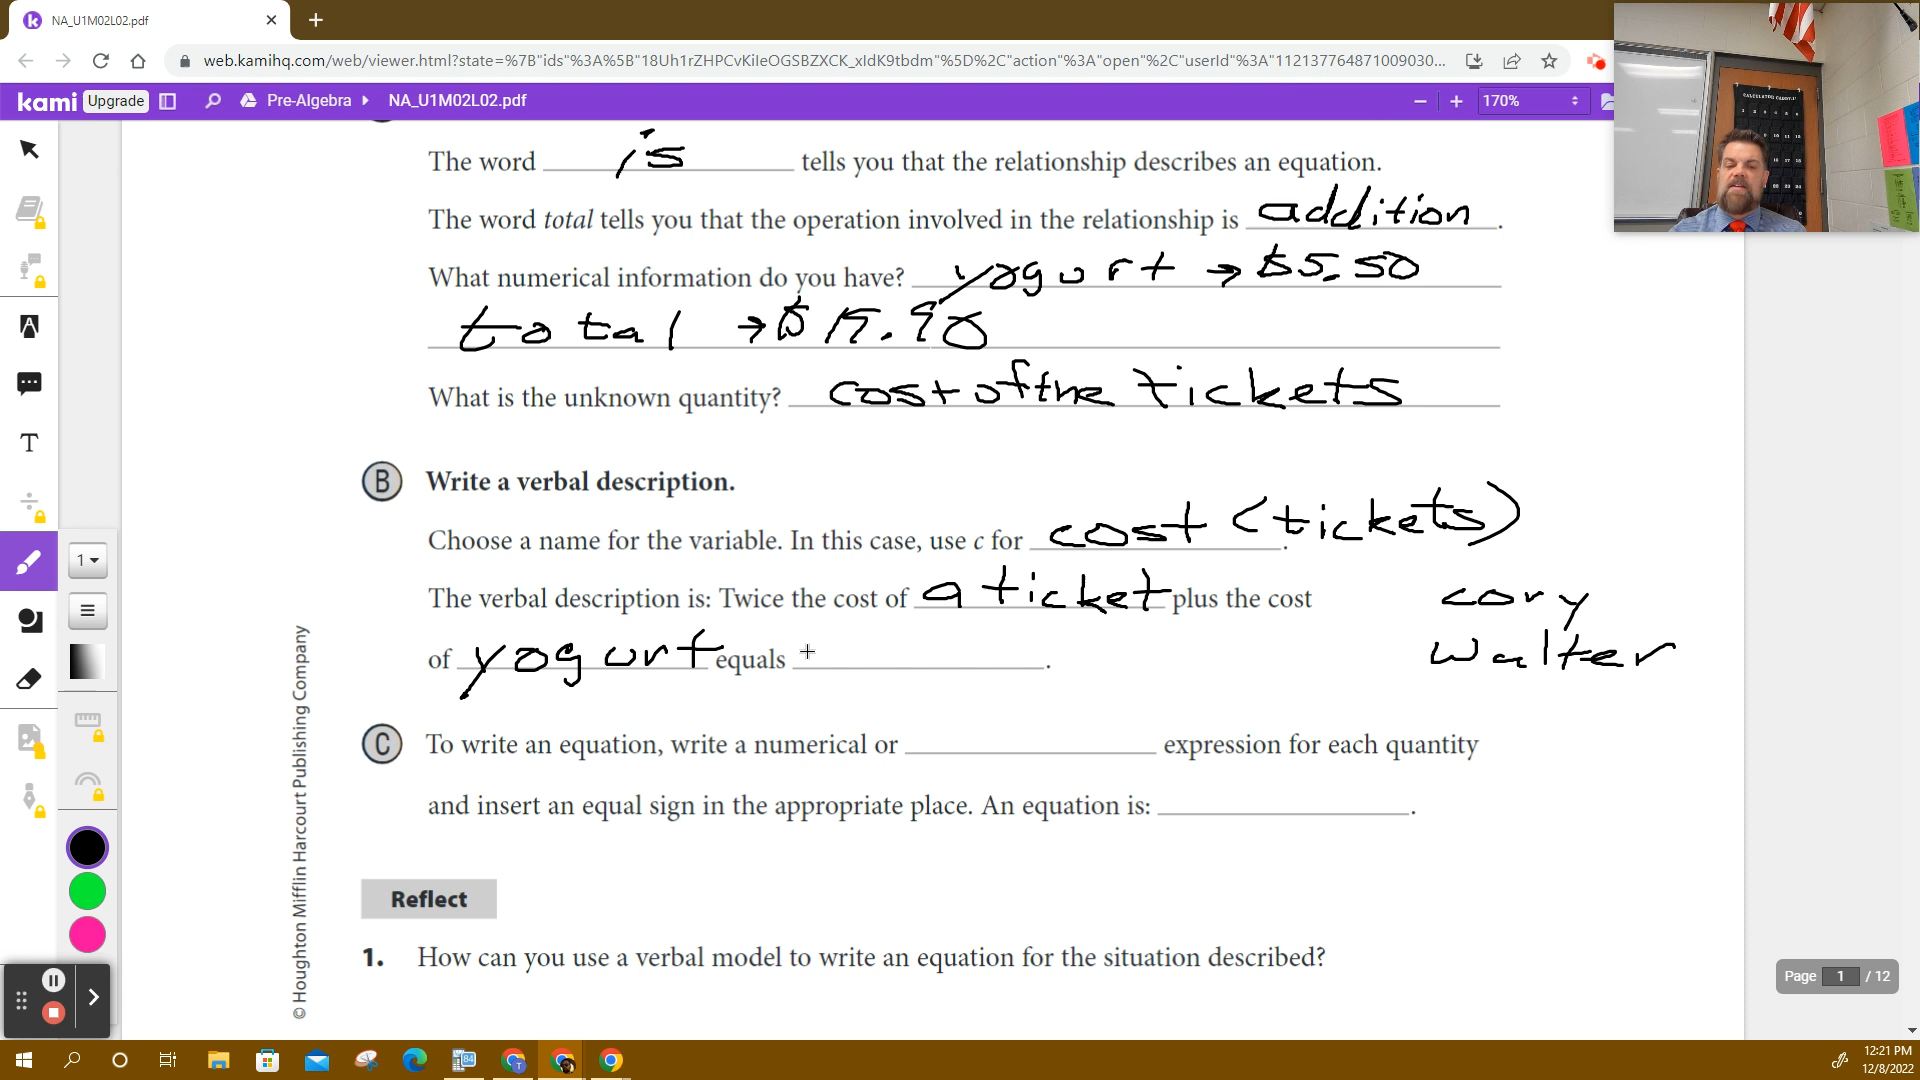 NA_U1M02L02.pdf
web.kamihq.com/web/viewer.html?state=%7B"ids"%3A%5B"18Uh1rZHPCvKileOGSBZXCK_xIdK9tbdm"%5D%2C"action"%3A"open"%2C"userId"%3A"112137764871009030...
kami Upgrade Pre-Algebra NA_U1M02L02.pdf 170%
The word is tells you that the relationship describes an equation.
The word total tells you that the operation involved in the relationship is addition.
What numerical information do you have? yogurt → $5.50
total → $
What is the unknown quantity? cost of the tickets
B Write a verbal description.
Choose a name for the variable. In this case, use c for cost (tickets).
The verbal description is: Twice the cost of a ticket plus the cost
of yogurt equals .
cory
walter
C To write an equation, write a numerical or expression for each quantity
and insert an equal sign in the appropriate place. An equation is: .
Reflect
1. How can you use a verbal model to write an equation for the situation described?
© Houghton Mifflin Harcourt Publishing Company
T
1
Page 1 / 12
84
12:21 PM
12/8/2022